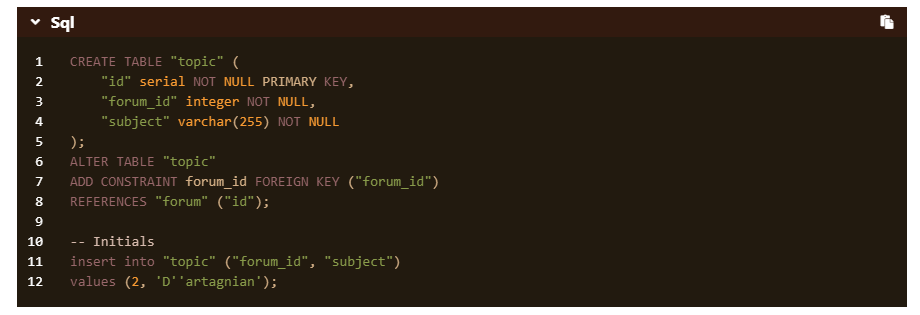 Sql
1 CREATE TABLE "topic" (
2     "id" serial NOT NULL PRIMARY KEY,
3     "forum_id" integer NOT NULL,
4     "subject" varchar(255) NOT NULL
5 );
6 ALTER TABLE "topic"
7 ADD CONSTRAINT forum_id FOREIGN KEY ("forum_id")
8 REFERENCES "forum" ("id");
9
10 -- Initials
11 insert into "topic" ("forum_id", "subject")
12 values (2, 'D''artagnian');